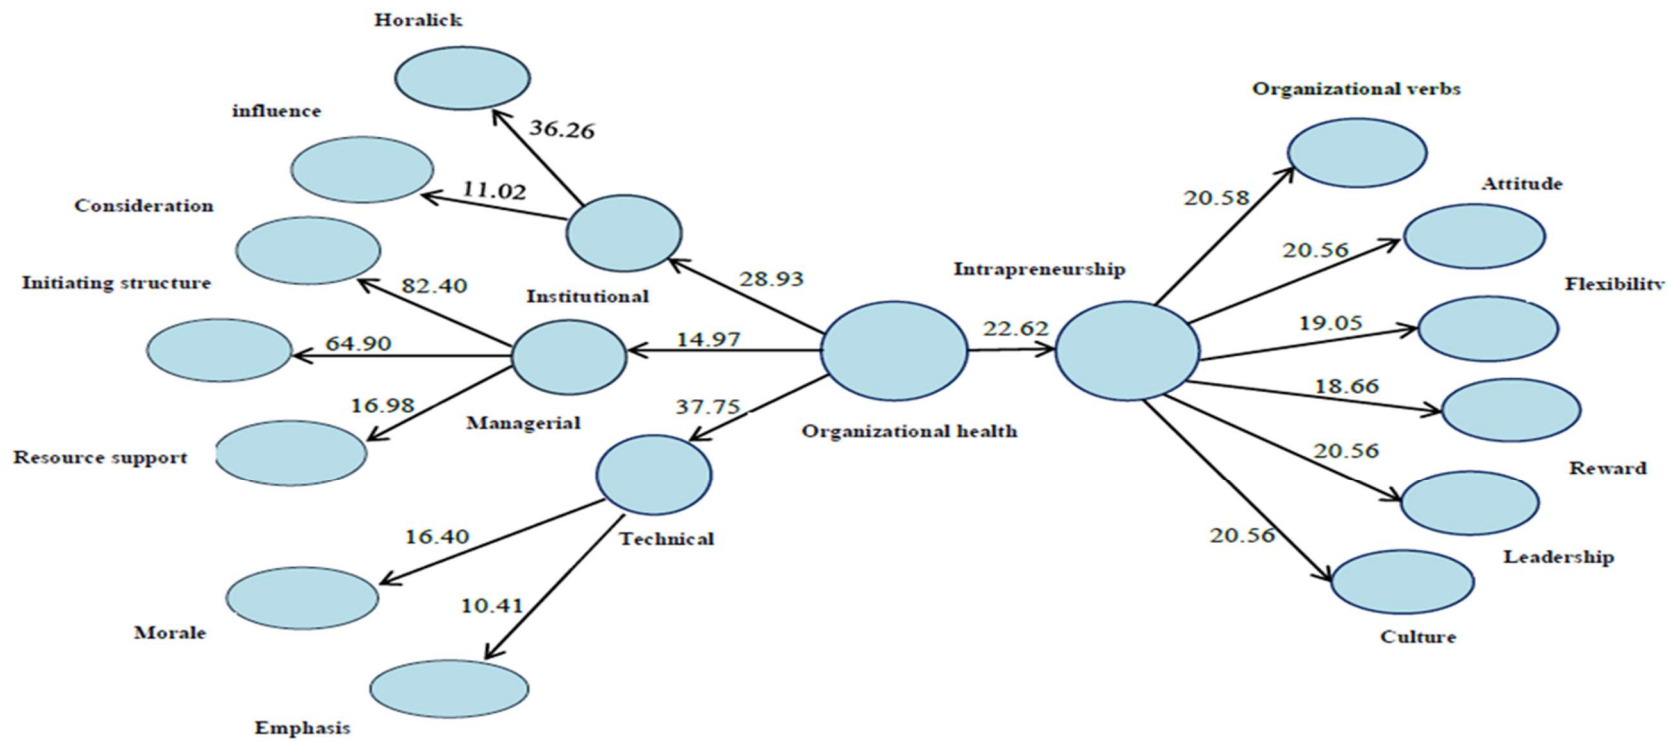 Horalick
36.26
influence
11.02
Consideration
82.40
Initiating structure
Institutional
28.93
64.90
14.97
16.98
Managerial
37.75
Resource support
Organizational health
22.62
Technical
16.40
10.41
Morale
Emphasis
Organizational verbs
20.58
Attitude
20.56
Intrapreneurship
Flexibility
19.05
18.66
20.56
Reward
20.56
Leadership
Culture